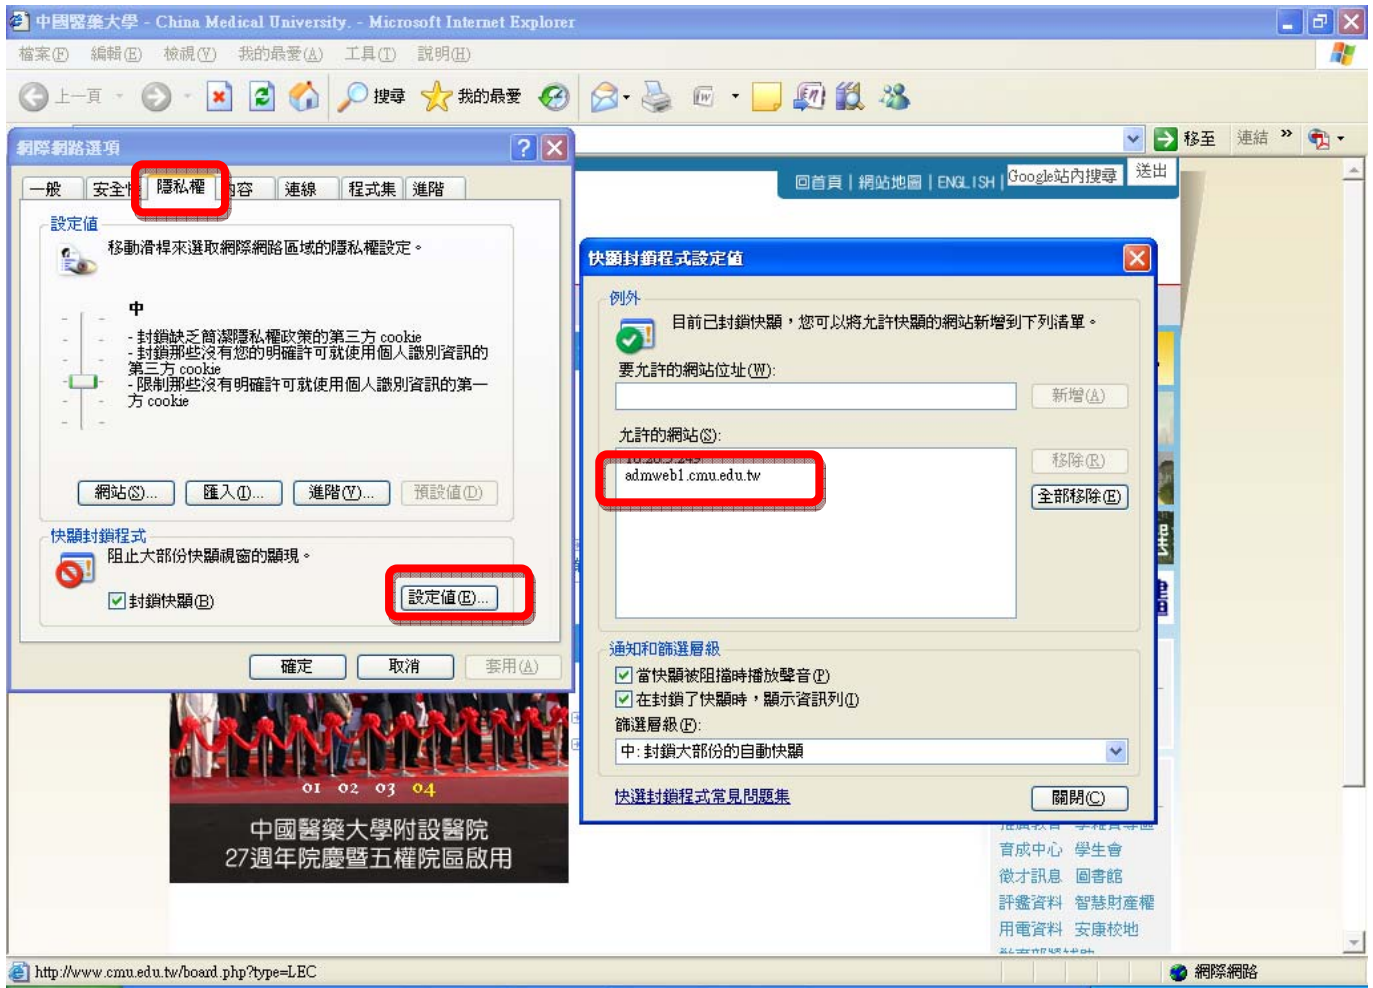 中國醫藥大學 - China Medical University. - Microsoft Internet Explorer
檔案(F) 編輯(E) 檢視(V) 我的最愛(A) 工具(T) 說明(H)
上一頁 搜尋 我的最愛
移至 連結 »
網際網路選項
一般 隱私權 連線 程式集 進階
設定值
移動滑桿來選取網際網路區域的隱私權設定。
中
- 封鎖缺乏簡潔隱私權政策的第三方 cookie
- 封鎖那些沒有您的明確許可就使用個人識別資訊的
第三方 cookie
- 限制那些沒有明確許可就使用個人識別資訊的第一
方 cookie
網站(S)... 匯入(I)... 進階(V)... 預設值(D)
快顯封鎖程式
阻止大部份快顯視窗的顯現。
封鎖快顯(B)
設定值(E)...
確定 取消 套用(A)
回首頁 | 網站地圖 | ENGLISH | Google站內搜尋 送出
快顯封鎖程式設定值
例外
目前已封鎖快顯，您可以將允許快顯的網站新增到下列清單。
要允許的網站位址(W):
新增(A)
允許的網站(S):
admweb1.cmu.edu.tw
移除(R)
全部移除(E)
通知和篩選層級
當快顯被阻擋時播放聲音(P)
在封鎖了快顯時，顯示資訊列(I)
篩選層級(F):
中: 封鎖大部份的自動快顯
快選封鎖程式常見問題集
關閉(C)
01 02 03 04
中國醫藥大學附設醫院
27週年院慶暨五權院區啟用
育成中心 學生會
徵才訊息 圖書館
評鑑資料 智慧財產權
用電資料 安康校地
http://www.cmu.edu.tw/board.php?type=LEC
網際網路